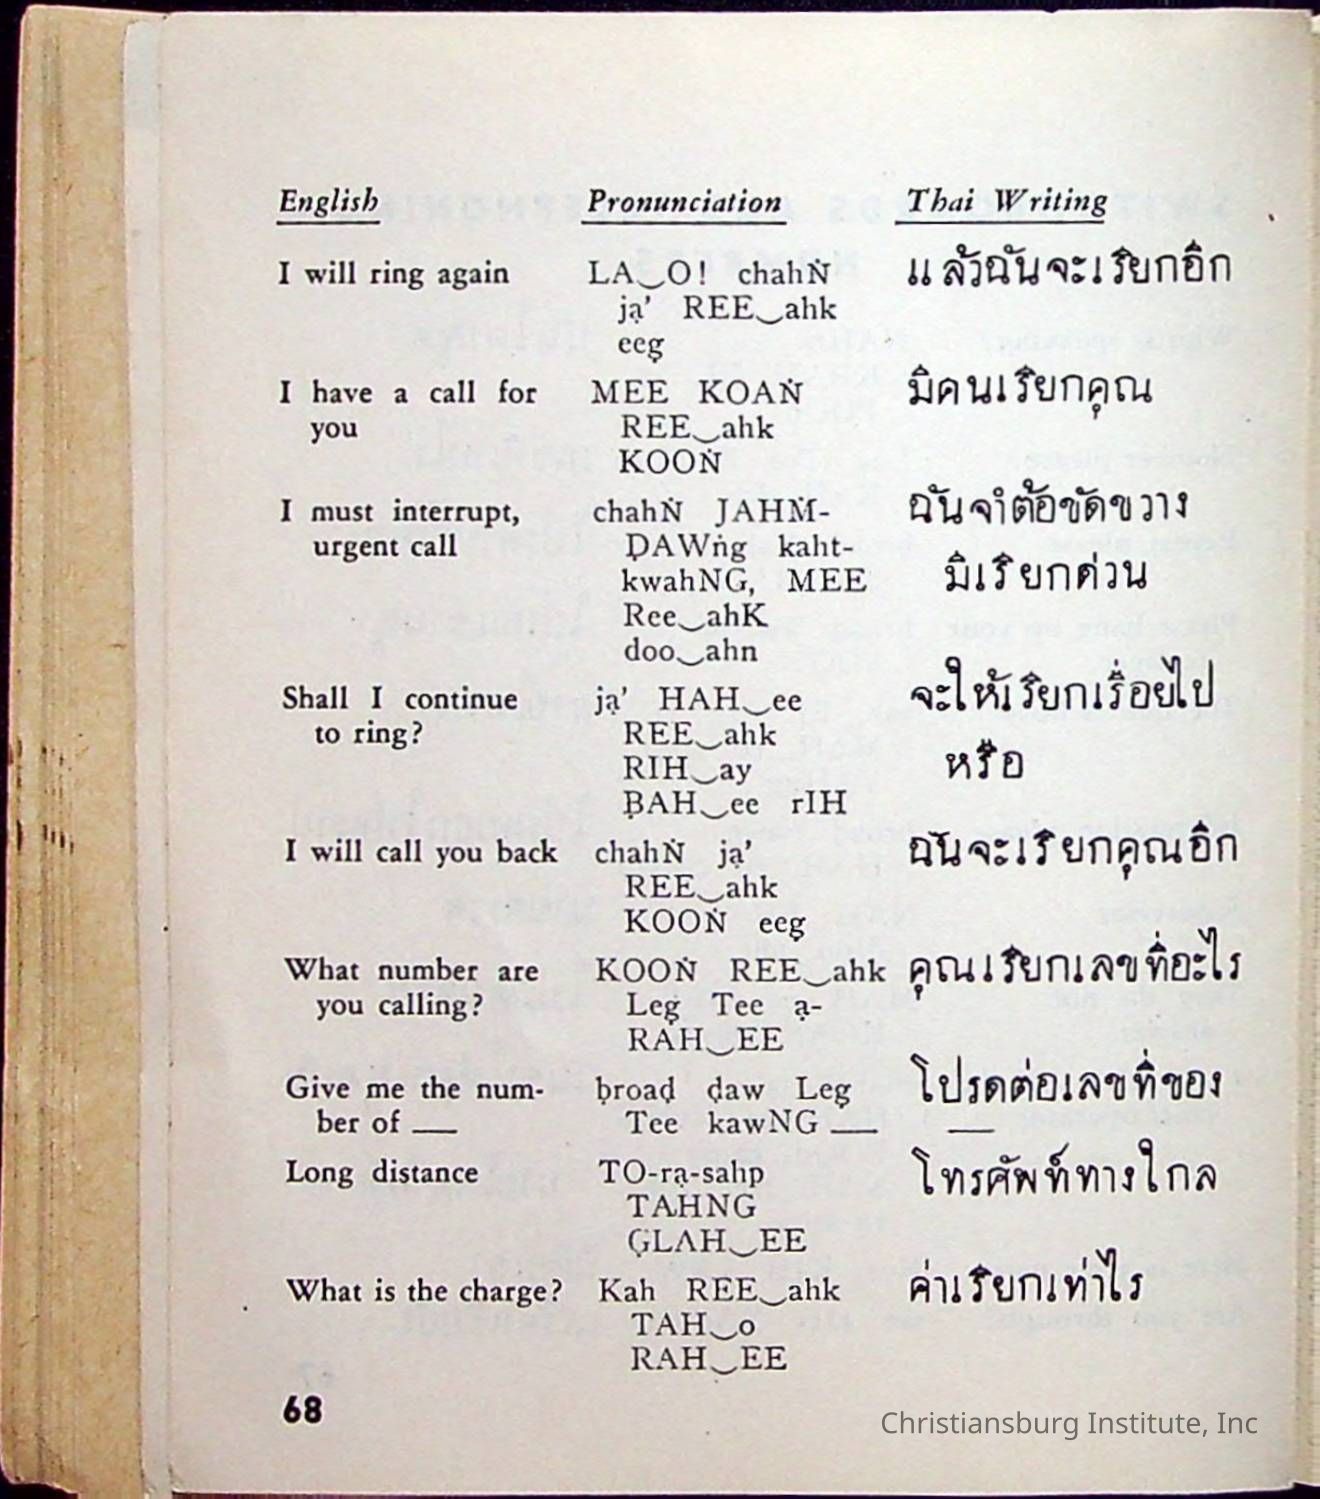 English Pronunciation Thai Writing
I will ring again LA‿O! chahṄ แล้วฉันจะเรียกอีก
jạ' REE‿ahk
eeg̣
I have a call for MEE KOAṄ มีคนเรียกคุณ
you REE‿ahk
KOOṄ
I must interrupt, chahṄ JAHṀ- ฉันจำต้อขัดขวาง
urgent call ḌAWṅg kaht-
kwahNG, MEE มีเรียกด่วน
Ree‿ahK
doo‿ahn
Shall I continue jạ' HAH‿ee จะให้เรียกเรื่อยไป
to ring? REE‿ahk
RIH‿ay หรือ
ḄAH‿ee rIH
I will call you back chahṄ jạ' ฉันจะเรียกคุณอีก
REE‿ahk
KOOṄ eeg̣
What number are KOOṄ REE‿ahk คุณเรียกเลขที่อะไร
you calling? Leg̣ Tee ạ-
RAH‿EE
Give me the num- ḅroaḍ ḍaw Leg̣ โปรดต่อเลขที่ของ
ber of __ Tee kawNG __ __
Long distance TO-rạ-sahp โทรศัพท์ทางไกล
TAHNG
G̣LAH‿EE
What is the charge? Kah REE‿ahk ค่าเรียกเท่าไร
TAH‿o
RAH‿EE
68
Christiansburg Institute, Inc